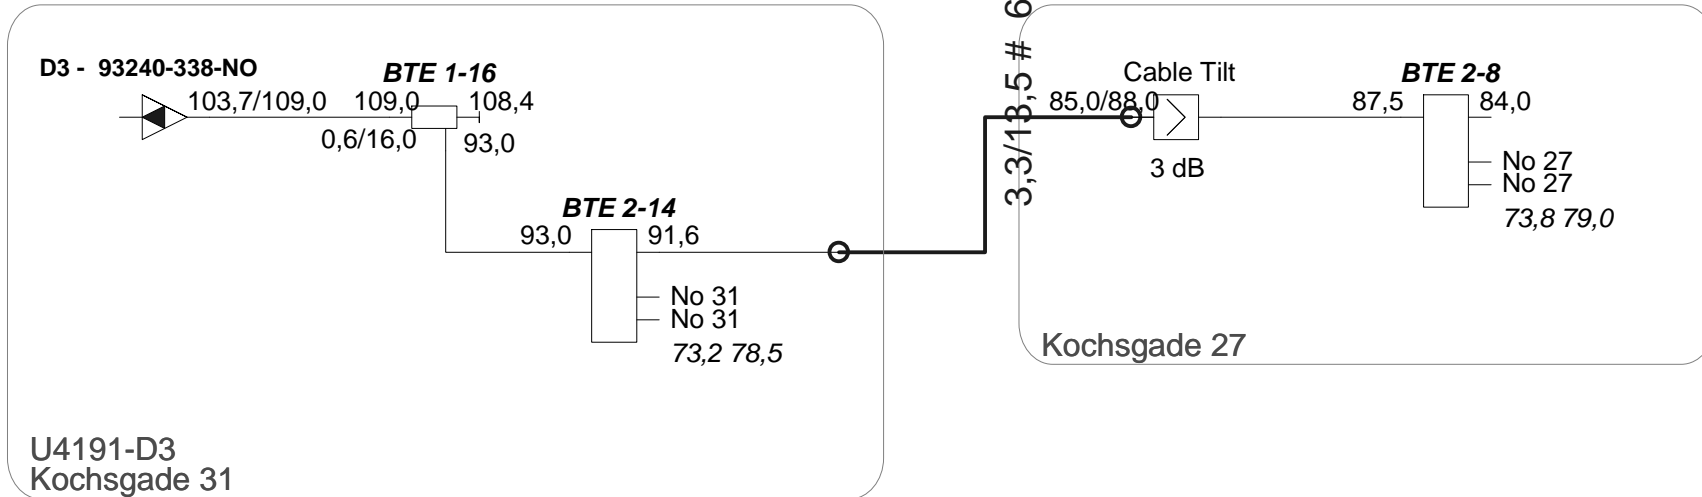 D3 - 93240-338-NO
BTE 1-16
103,7/109,0
109,0
108,4
0,6/16,0
93,0
BTE 2-14
93,0
91,6
No 31
No 31
73,2 78,5
U4191-D3
Kochsgade 31
3,3/13,5 # 6
Cable Tilt
85,0/88,0
3 dB
BTE 2-8
87,5
84,0
No 27
No 27
73,8 79,0
Kochsgade 27